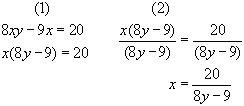 (1) (2)
8xy − 9x = 20
x(8y − 9) = 20
x(8y − 9)/(8y − 9) = 20/(8y − 9)
x = 20/8y − 9